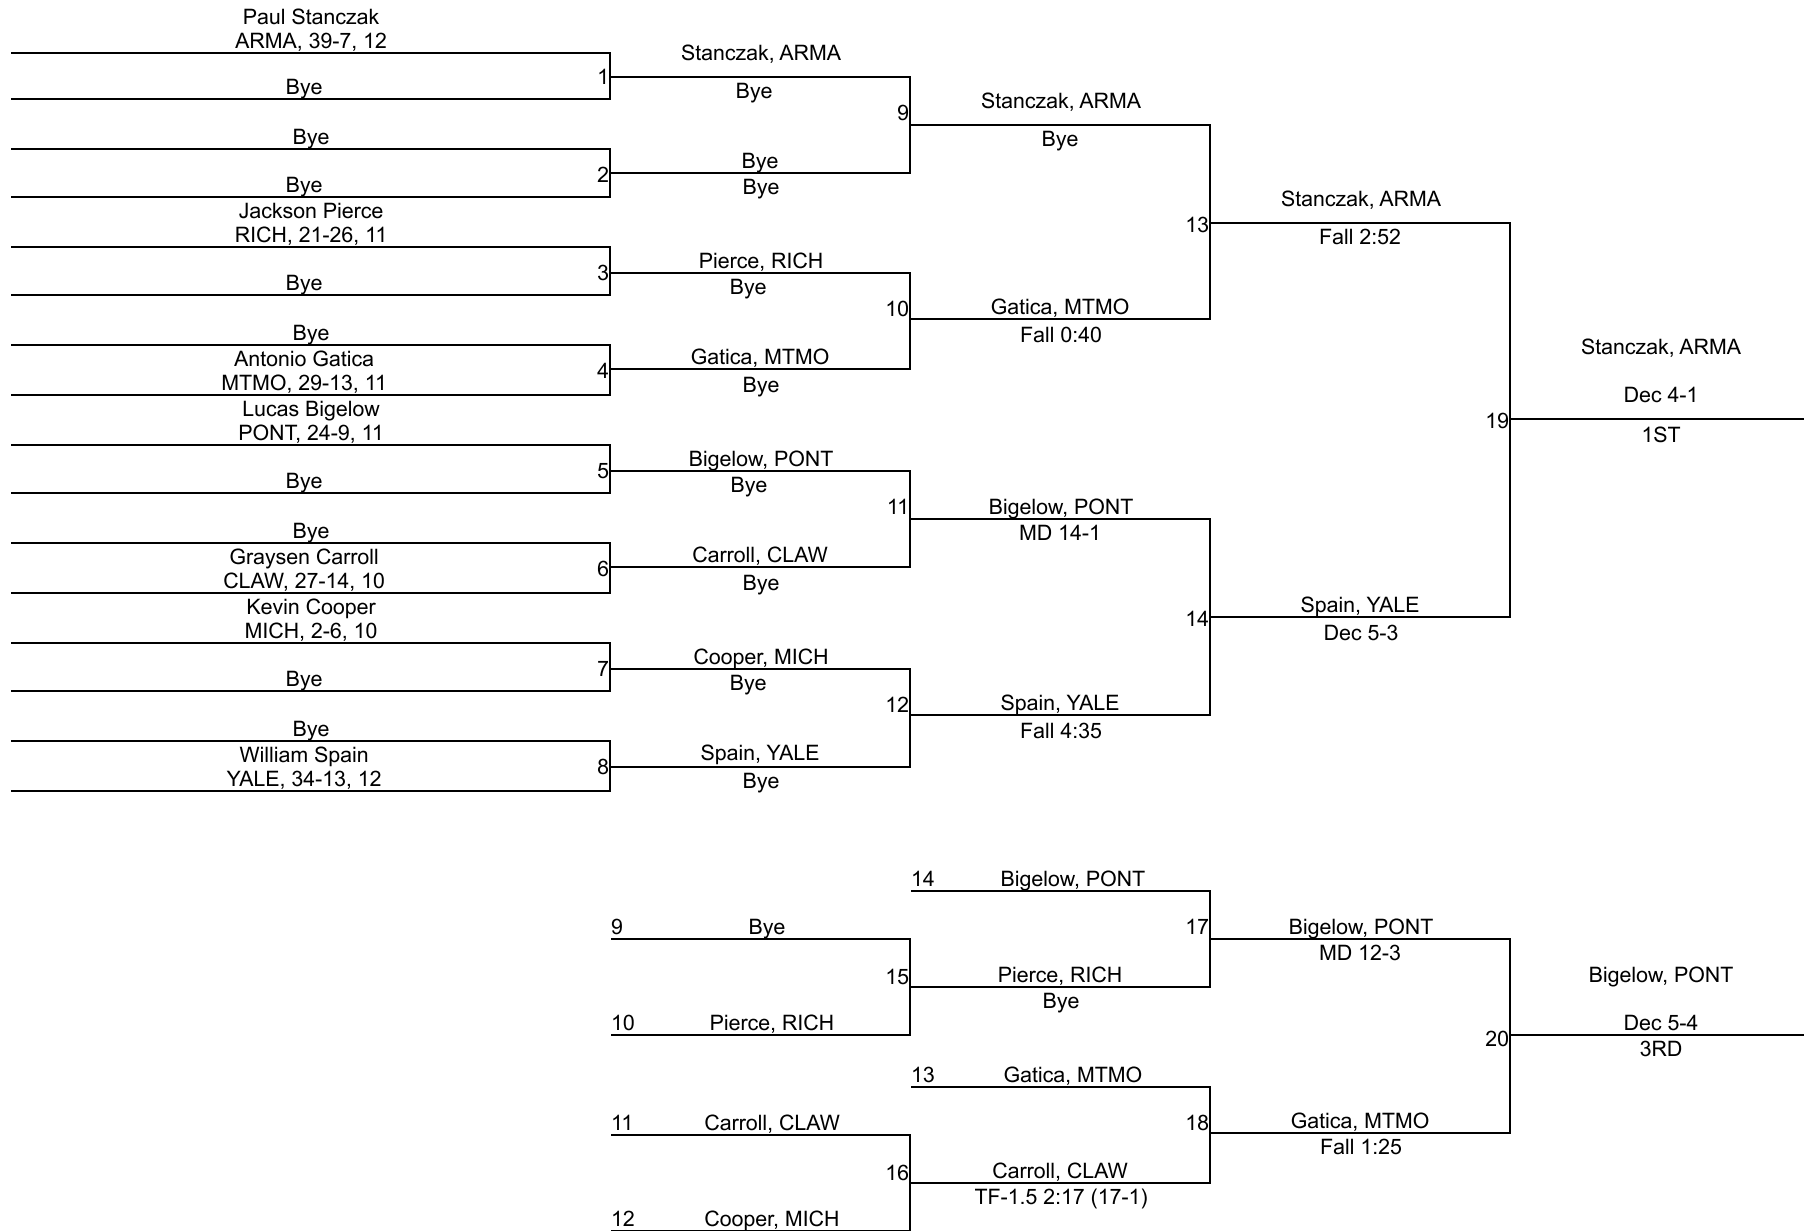 Paul Stanczak
ARMA, 39-7, 12
Bye
1
Bye
Bye
2
Jackson Pierce
RICH, 21-26, 11
Bye
3
Bye
Antonio Gatica
MTMO, 29-13, 11
4
Lucas Bigelow
PONT, 24-9, 11
Bye
5
Bye
Graysen Carroll
CLAW, 27-14, 10
6
Kevin Cooper
MICH, 2-6, 10
Bye
7
Bye
William Spain
YALE, 34-13, 12
8
Stanczak, ARMA
Bye
9
Bye
Bye
Pierce, RICH
Bye
10
Gatica, MTMO
Bye
Bigelow, PONT
Bye
11
Carroll, CLAW
Bye
Cooper, MICH
Bye
12
Spain, YALE
Bye
Stanczak, ARMA
Bye
13
Gatica, MTMO
Fall 0:40
Bigelow, PONT
MD 14-1
14
Spain, YALE
Fall 4:35
Stanczak, ARMA
Fall 2:52
19
Spain, YALE
Dec 5-3
Stanczak, ARMA
Dec 4-1
1ST
14 Bigelow, PONT
9 Bye
17
15
Pierce, RICH
Bye
10 Pierce, RICH
13 Gatica, MTMO
11 Carroll, CLAW
18
16
Carroll, CLAW
TF-1.5 2:17 (17-1)
12 Cooper, MICH
Bigelow, PONT
MD 12-3
20
Gatica, MTMO
Fall 1:25
Bigelow, PONT
Dec 5-4
3RD